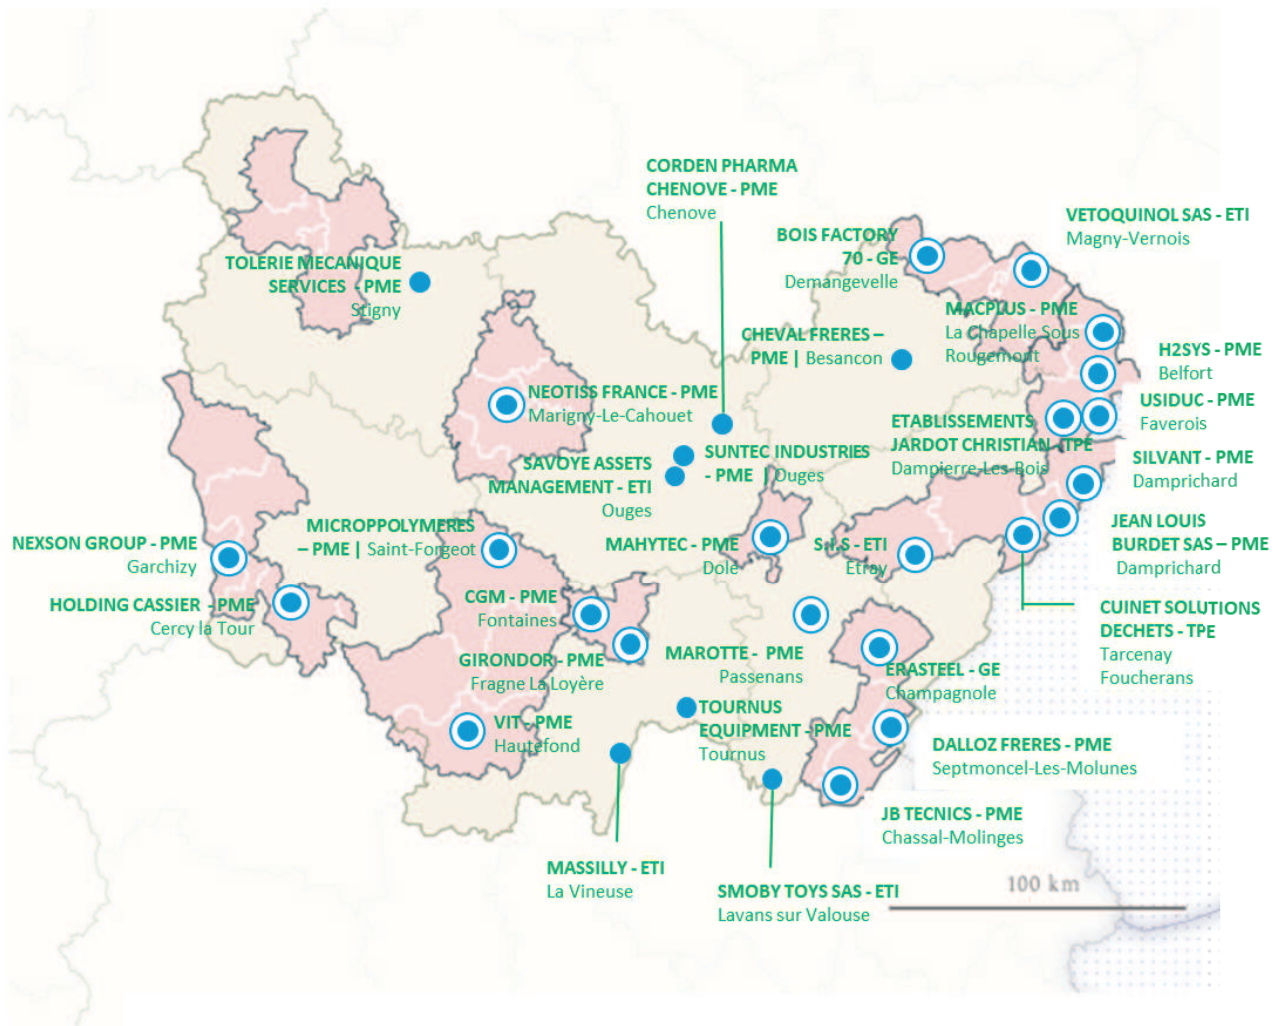 CORDEN PHARMA
CHENOVE - PME
Chenove
VETOQUINOL SAS - ETI
Magny-Vernois
BOIS FACTORY
70 - GE
Demangevelle
TOLERIE MECANIQUE
SERVICES - PME
Stigny
MACPLUS - PME
La Chapelle Sous
Rougemont
CHEVAL FRERES –
PME | Besancon
H2SYS - PME
Belfort
NEOTISS FRANCE - PME
Marigny-Le-Cahouet
USIDUC - PME
Faverois
ETABLISSEMENTS
JARDOT CHRISTIAN - TPE
Dampierre-Les-Bois
SUNTEC INDUSTRIES
- PME | Ouges
SAVOYE ASSETS
MANAGEMENT - ETI
Ouges
SILVANT - PME
Damprichard
MICROPPOLYMERES
– PME | Saint-Forgeot
JEAN LOUIS
BURDET SAS – PME
Damprichard
NEXSON GROUP - PME
Garchizy
MAHYTEC - PME
Dole
S.I.S - ETI
Etray
HOLDING CASSIER - PME
Cercy la Tour
CGM - PME
Fontaines
CUINET SOLUTIONS
DECHETS - TPE
Tarcenay
Foucherans
GIRONDOR - PME
Fragne La Loyère
MAROTTE - PME
Passenans
ERASTEEL - GE
Champagnole
VIT - PME
Hautefond
TOURNUS
EQUIPMENT - PME
Tournus
DALLOZ FRERES - PME
Septmoncel-Les-Molunes
JB TECNICS - PME
Chassal-Molinges
MASSILLY - ETI
La Vineuse
SMOBY TOYS SAS - ETI
Lavans sur Valouse
100 km